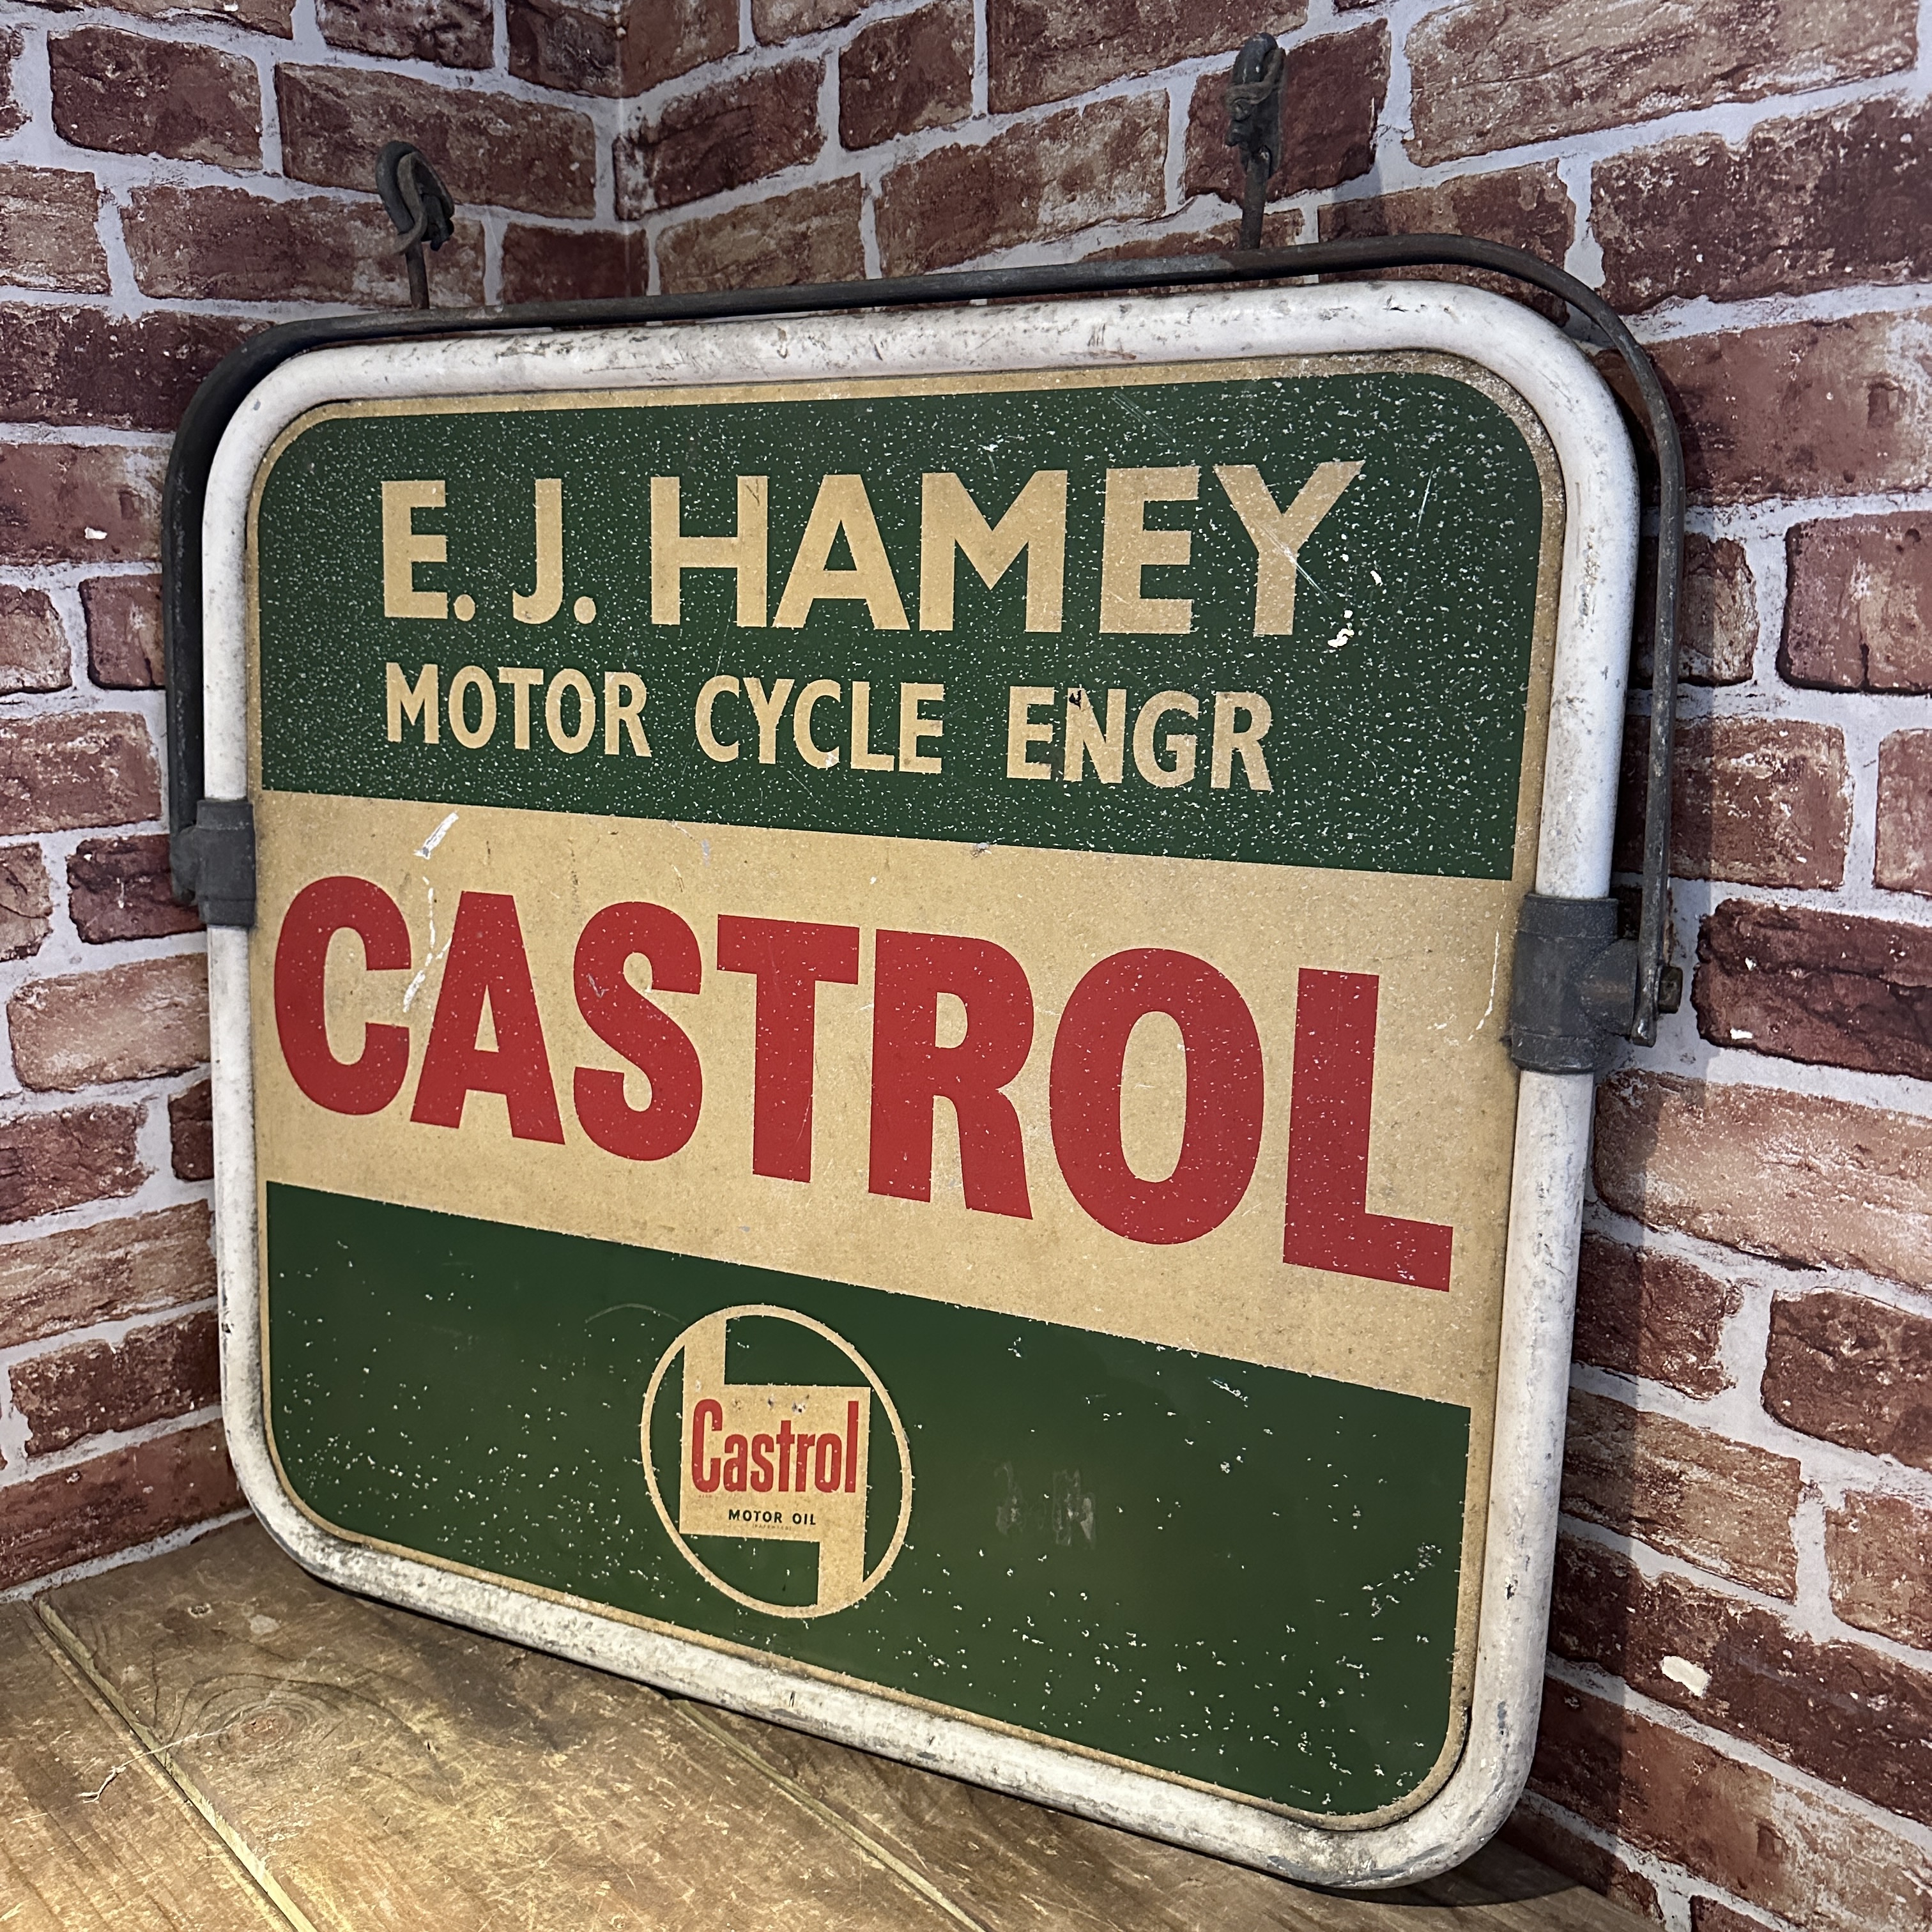 E. J. HAMEY
MOTOR CYCLE ENGR
CASTROL
Castrol
MOTOR OIL